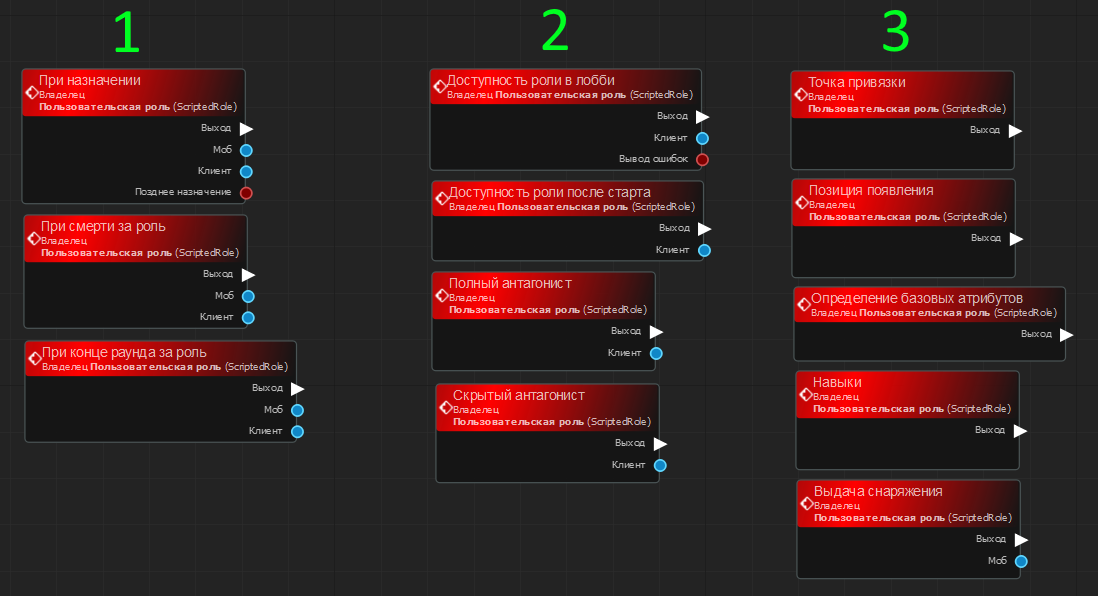 1
При назначении
Владелец
Пользовательская роль (ScriptedRole)
Выход
Моб
Клиент
Позднее назначение
При смерти за роль
Владелец
Пользовательская роль (ScriptedRole)
Выход
Моб
Клиент
При конце раунда за роль
Владелец Пользовательская роль (ScriptedRole)
Выход
Моб
Клиент
2
Доступность роли в лобби
Владелец Пользовательская роль (ScriptedRole)
Выход
Клиент
Вывод ошибок
Доступность роли после старта
Владелец Пользовательская роль (ScriptedRole)
Выход
Клиент
Полный антагонист
Владелец
Пользовательская роль (ScriptedRole)
Выход
Клиент
Скрытый антагонист
Владелец
Пользовательская роль (ScriptedRole)
Выход
Клиент
3
Точка привязки
Владелец
Пользовательская роль (ScriptedRole)
Выход
Позиция появления
Владелец
Пользовательская роль (ScriptedRole)
Выход
Определение базовых атрибутов
Владелец Пользовательская роль (ScriptedRole)
Выход
Навыки
Владелец
Пользовательская роль (ScriptedRole)
Выход
Выдача снаряжения
Владелец
Пользовательская роль (ScriptedRole)
Выход
Моб